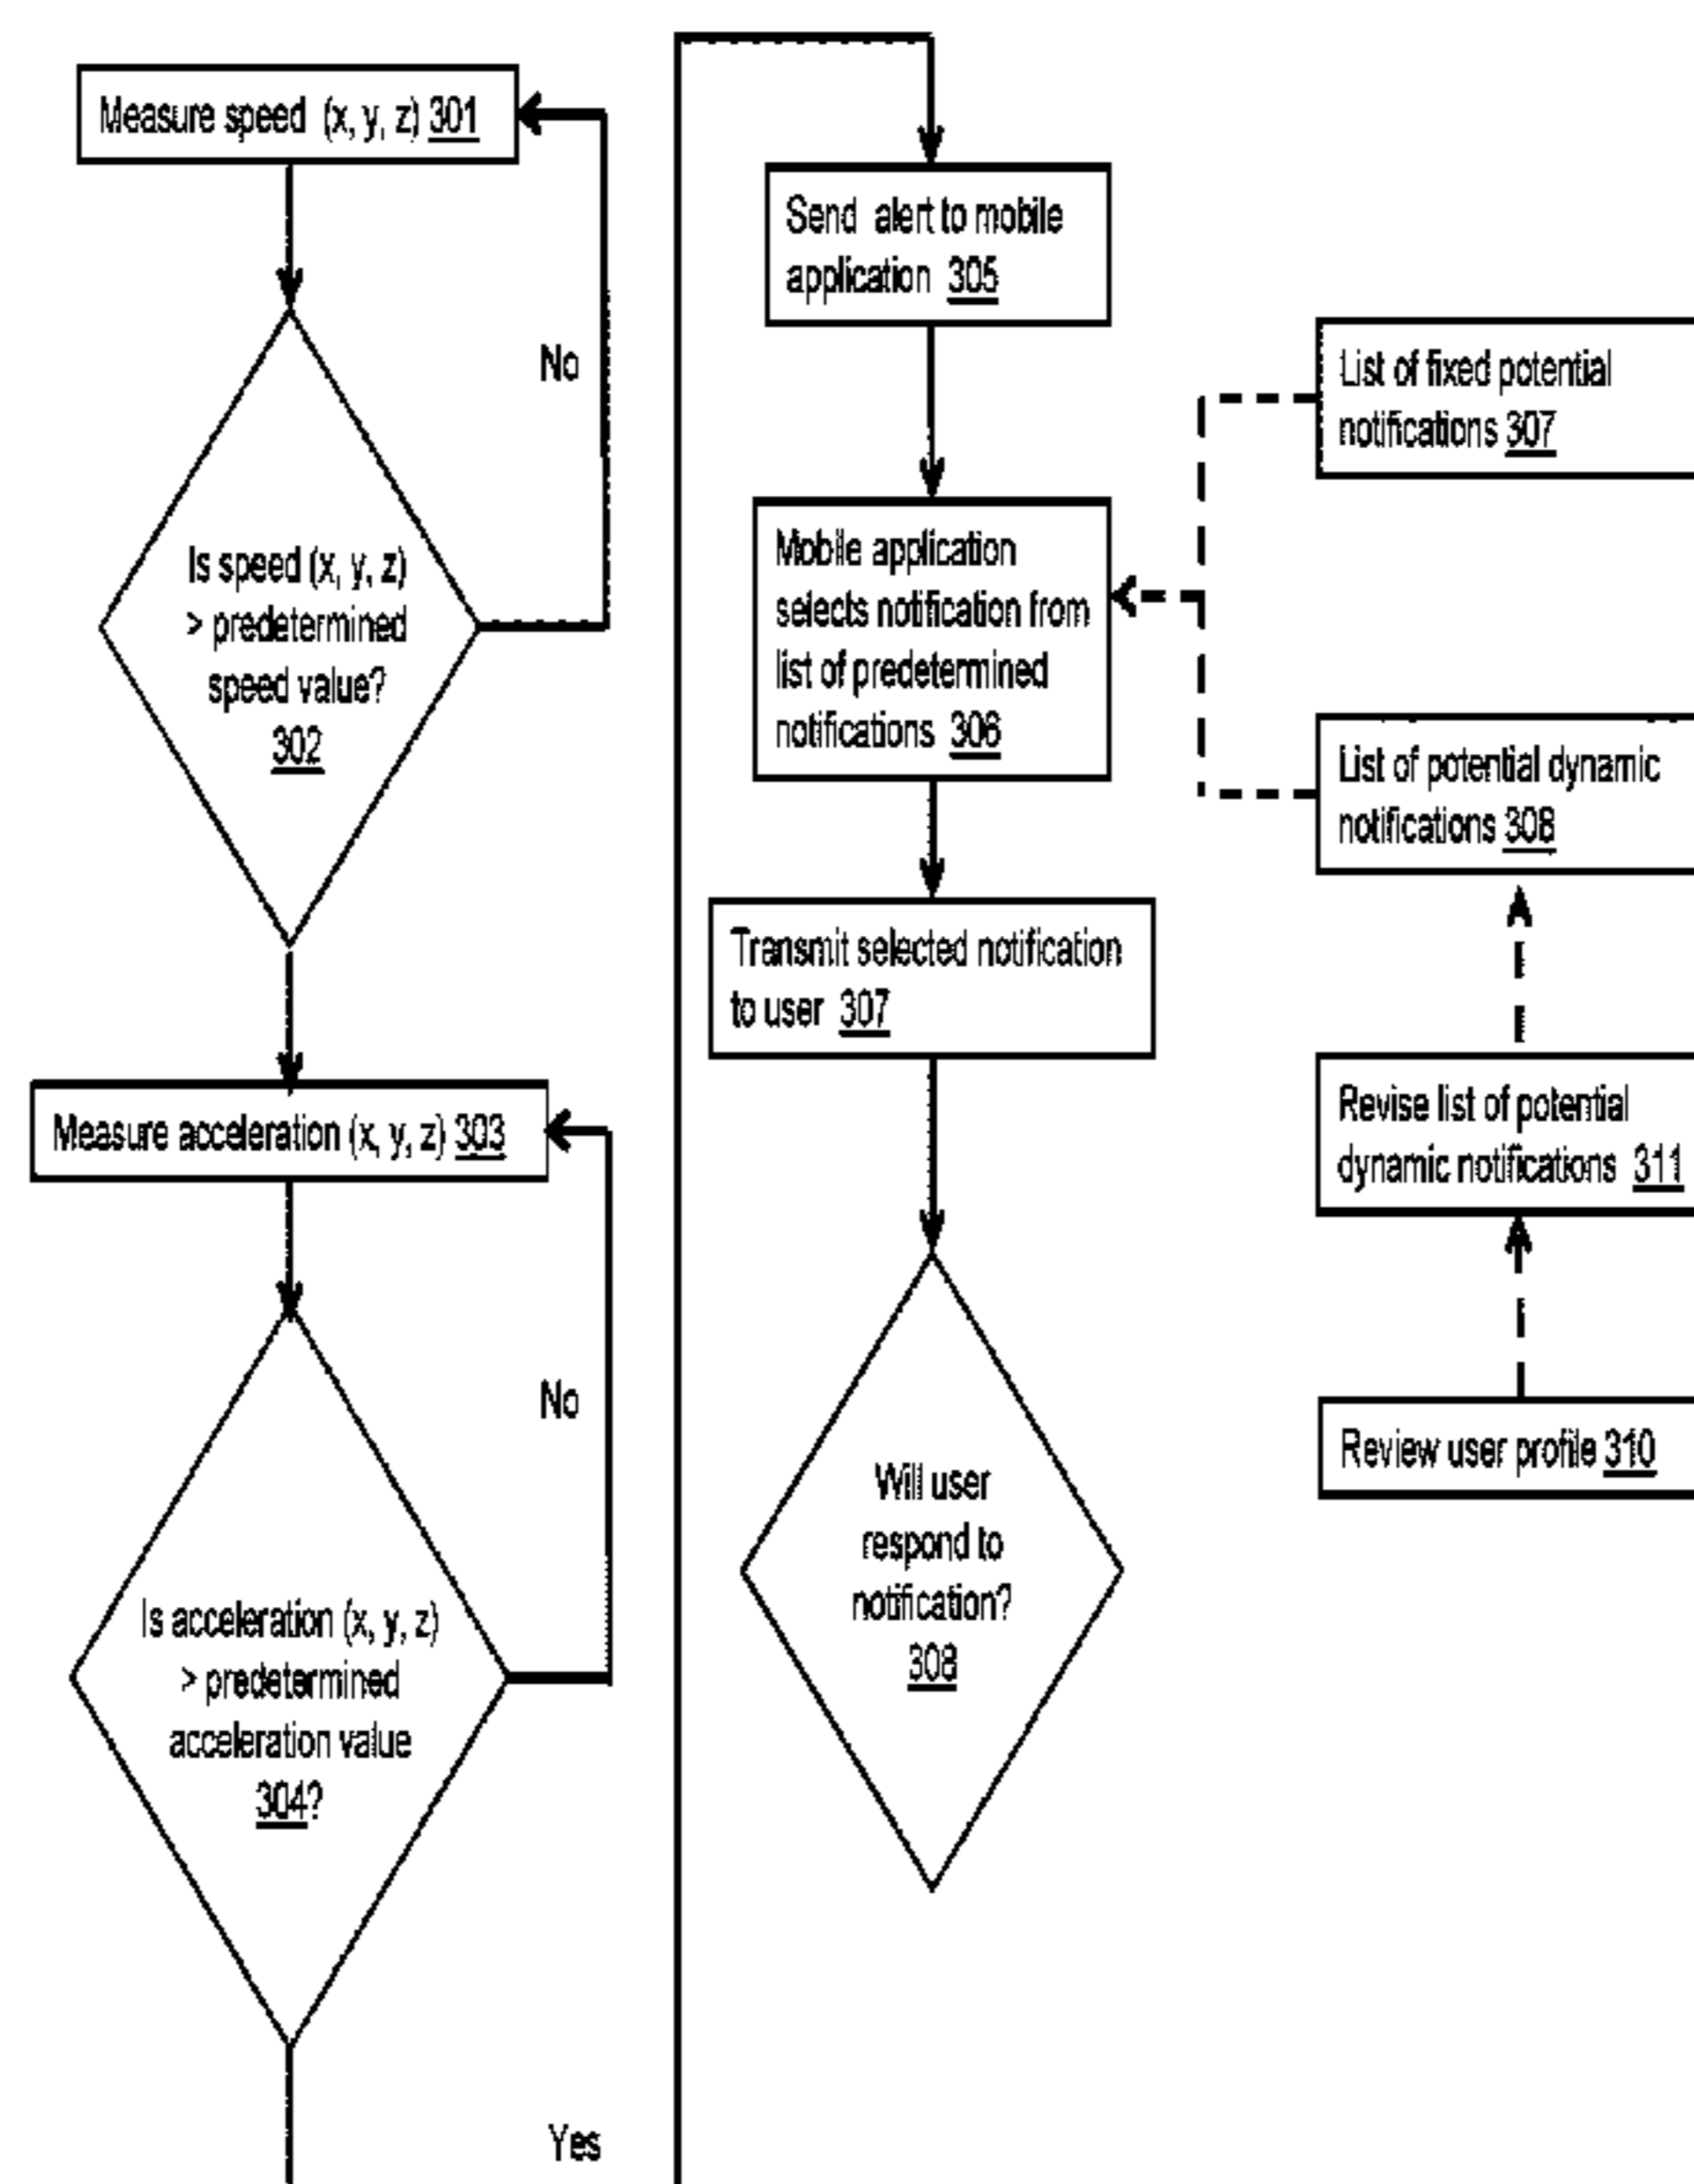 Measure speed (x, y, z) 301
No
Is speed (x, y, z)
> predetermined
speed value?
302
Measure acceleration (x, y, z) 303
No
Is acceleration (x, y, z)
> predetermined
acceleration value
304?
Yes
Send alert to mobile
application 305
Mobile application
selects notification from
list of predetermined
notifications 306
Transmit selected notification
to user 307
Will user
respond to
notification?
308
List of fixed potential
notifications 307
List of potential dynamic
notifications 308
Revise list of potential
dynamic notifications 311
Review user profile 310